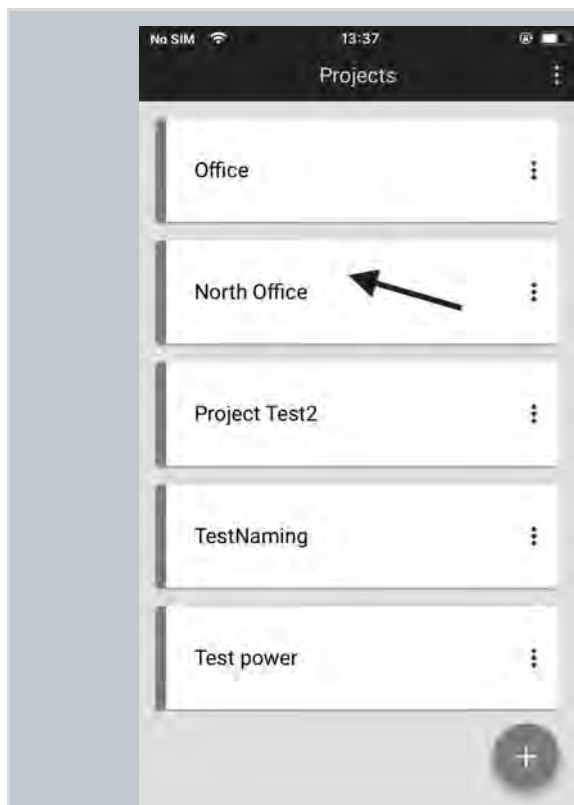 No SIM 13:37
Projects
Office
North Office
Project Test2
TestNaming
Test power
+